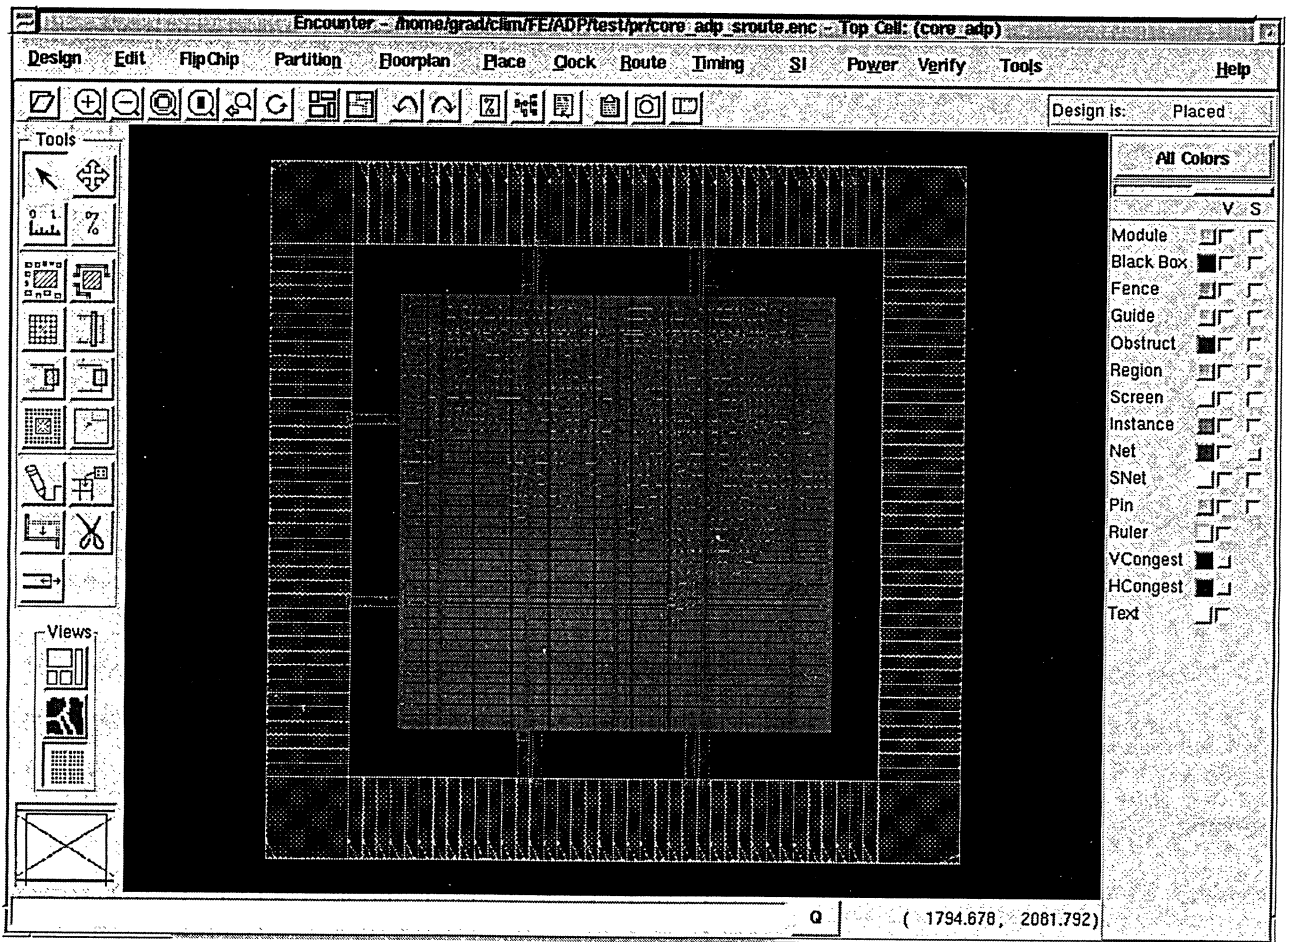 Encounter - /home/grad/clim/FE/ADP/test/pr/core_adp_sroute.enc - Top Cell: (core_adp)
Design Edit FlipChip Partition Floorplan Place Clock Route Timing SI Power Verify Tools Help
Design is: Placed
Tools
All Colors
V S
Module
Black Box
Fence
Guide
Obstruct
Region
Screen
Instance
Net
SNet
Pin
Ruler
VCongest
HCongest
Text
Views
Q ( 1794.678, 2081.792)